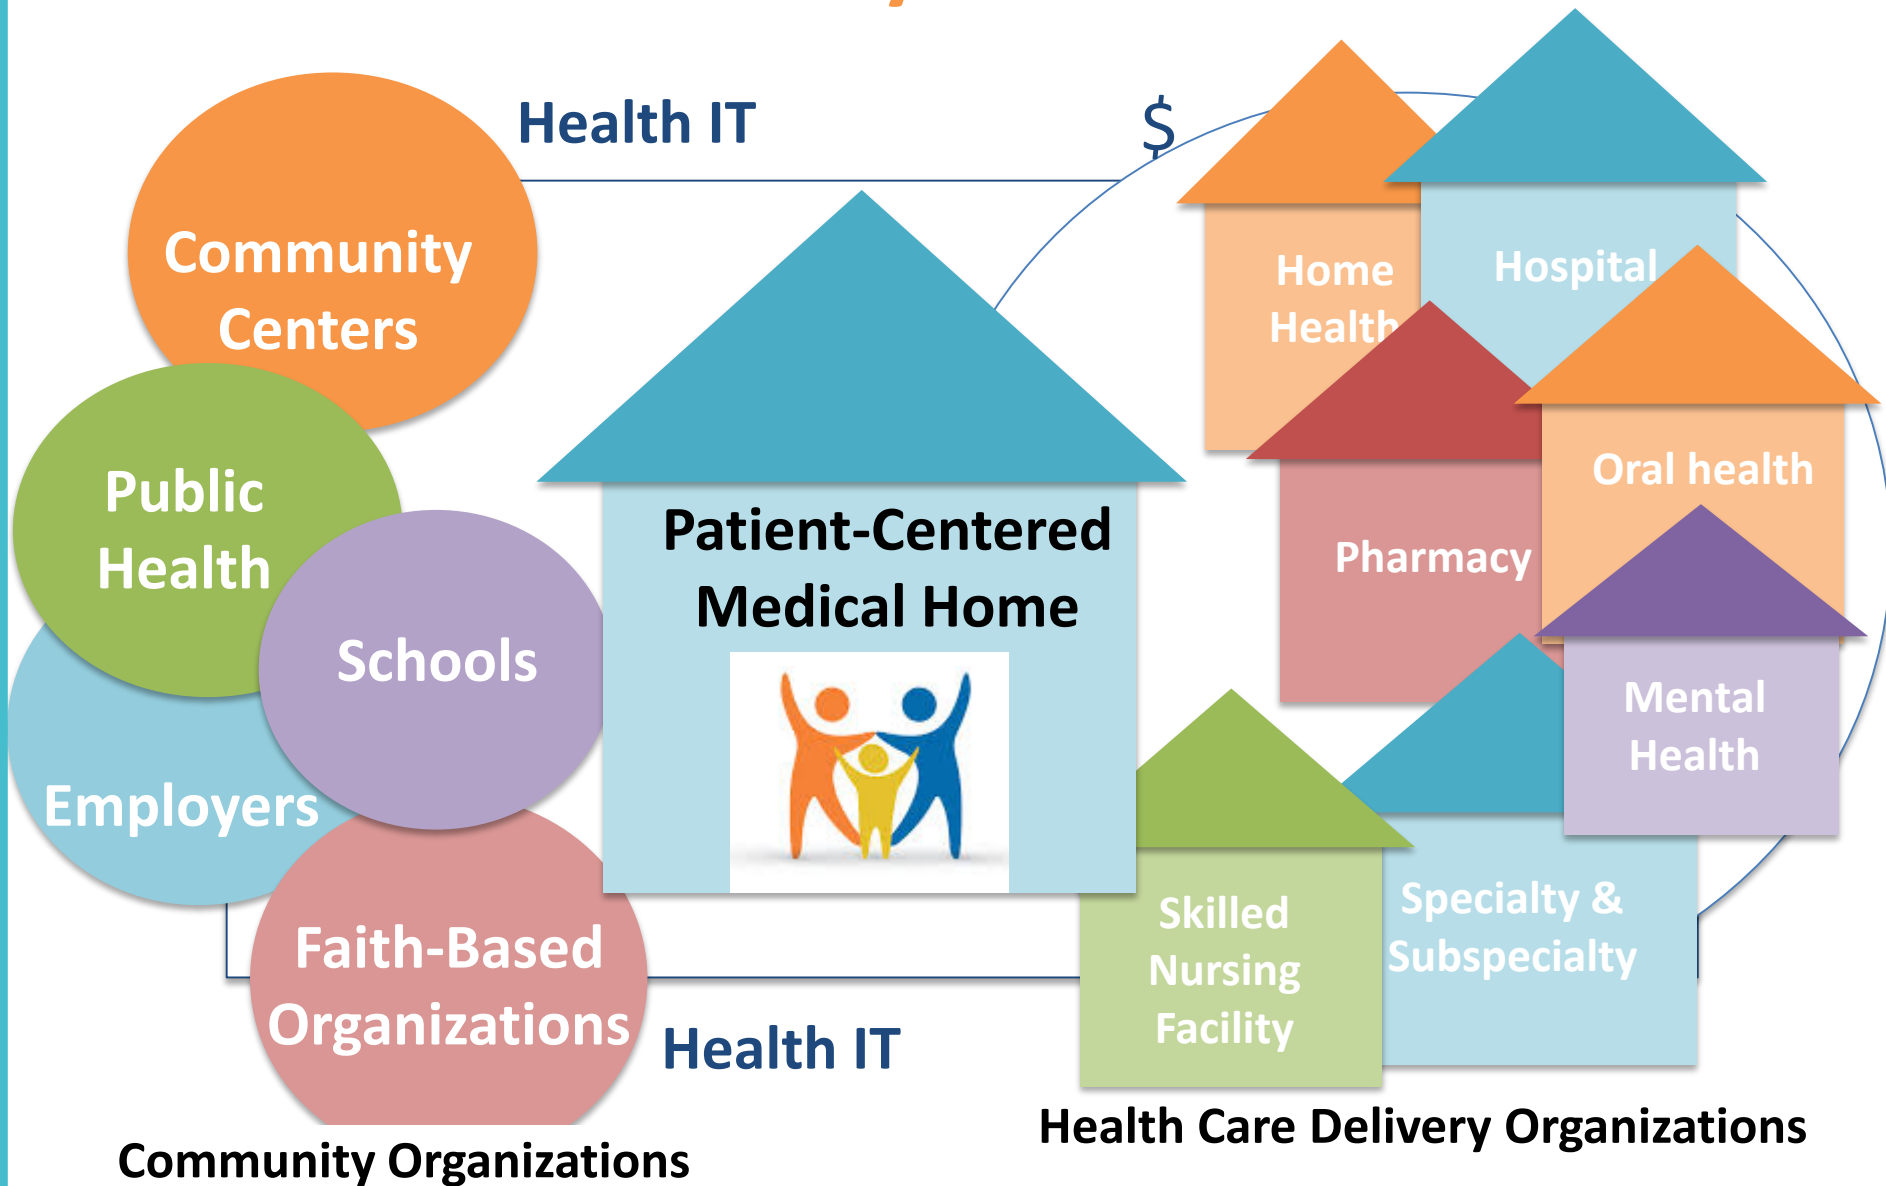 Health IT
$
Community
Centers
Public
Health
Schools
Employers
Faith-Based
Organizations
Community Organizations
Patient-Centered
Medical Home
Health IT
Home
Health
Hospital
Pharmacy
Oral health
Mental
Health
Specialty &
Subspecialty
Skilled
Nursing
Facility
Health Care Delivery Organizations